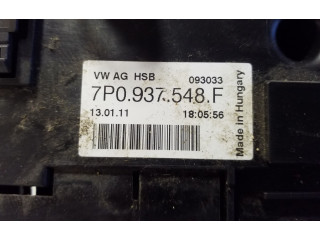 VW AG HSB 093033
7P0.937.548.F
13.01.11 18:05:56
Made in Hungary